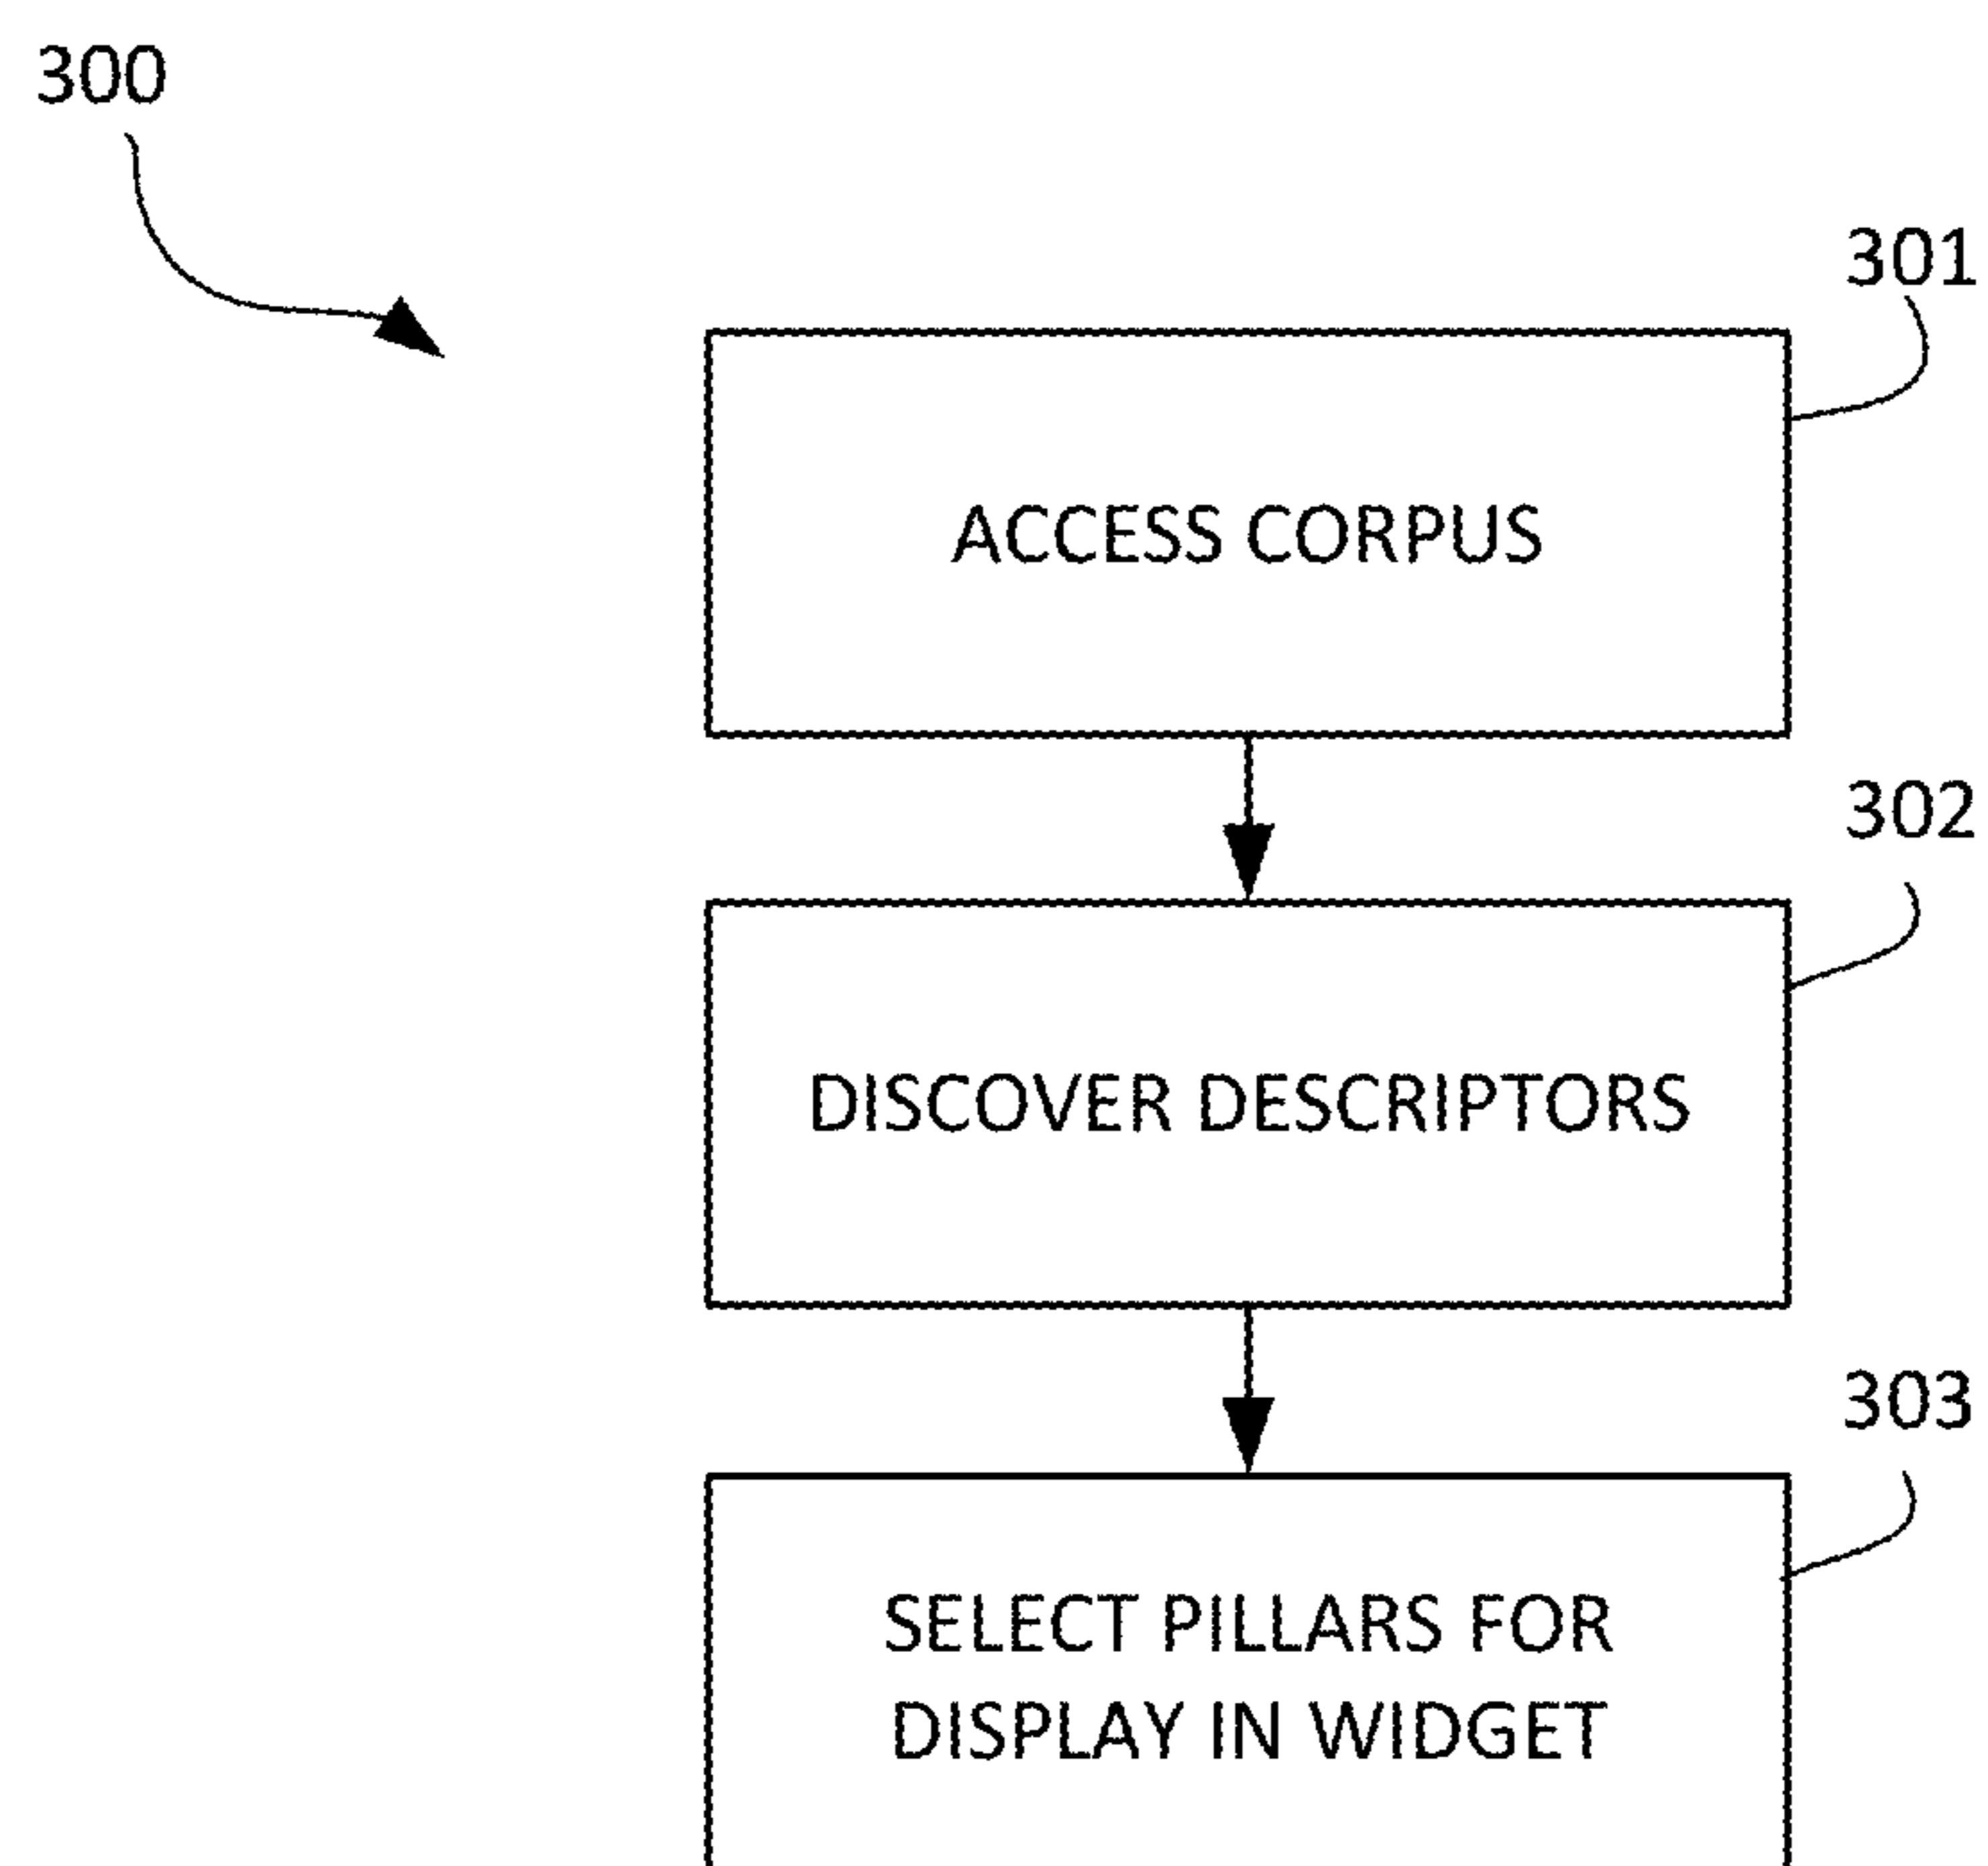 300
301
ACCESS CORPUS
302
DISCOVER DESCRIPTORS
303
SELECT PILLARS FOR
DISPLAY IN WIDGET